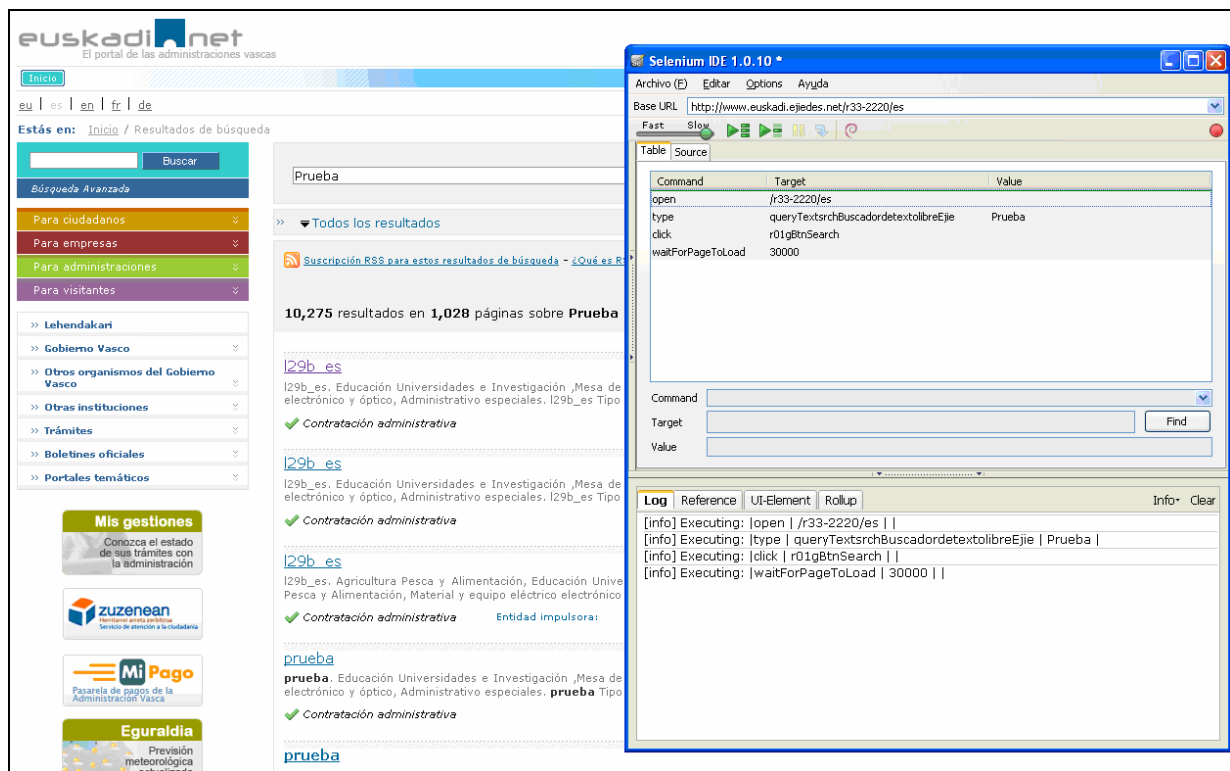 euskadi net
El portal de las administraciones vascas
Inicio
eu | es | en | fr | de
Estás en: Inicio / Resultados de búsqueda
Buscar
Búsqueda Avanzada
Para ciudadanos
Para empresas
Para administraciones
Para visitantes
» Lehendakari
» Gobierno Vasco
» Otros organismos del Gobierno
Vasco
» Otras instituciones
» Trámites
» Boletines oficiales
» Portales temáticos
Mis gestiones
Conozca el estado
de sus trámites con
la administración
zuzenean
Herritarrei arreta zerbitzua
Servicio de atención a la ciudadanía
Mi Pago
Pasarela de pagos de la
Administración Vasca
Eguraldia
Previsión
meteorológica
actualizada
Prueba
» Todos los resultados
Suscripción RSS para estos resultados de búsqueda - ¿Qué es R
10,275 resultados en 1,028 páginas sobre Prueba
l29b_es
l29b_es. Educación Universidades e Investigación ,Mesa de
electrónico y óptico, Administrativo especiales. l29b_es Tipo
Contratación administrativa
l29b_es
l29b_es. Educación Universidades e Investigación ,Mesa de
electrónico y óptico, Administrativo especiales. l29b_es Tipo
Contratación administrativa
l29b_es
l29b_es. Agricultura Pesca y Alimentación, Educación Unive
Pesca y Alimentación, Material y equipo eléctrico electrónico
Contratación administrativa Entidad impulsora:
prueba
prueba. Educación Universidades e Investigación ,Mesa de
electrónico y óptico, Administrativo especiales. prueba Tipo
Contratación administrativa
prueba
Selenium IDE 1.0.10 *
Archivo (F) Editar Options Ayuda
Base URL http://www.euskadi.ejiedes.net/r33-2220/es
Fast Slow
Table Source
Command Target Value
open /r33-2220/es
type queryTextsrchBuscadordetextolibreEjie Prueba
click r01gBtnSearch
waitForPageToLoad 30000
Command
Target Find
Value
Log Reference UI-Element Rollup Info Clear
[info] Executing: |open | /r33-2220/es | |
[info] Executing: |type | queryTextsrchBuscadordetextolibreEjie | Prueba |
[info] Executing: |click | r01gBtnSearch | |
[info] Executing: |waitForPageToLoad | 30000 | |